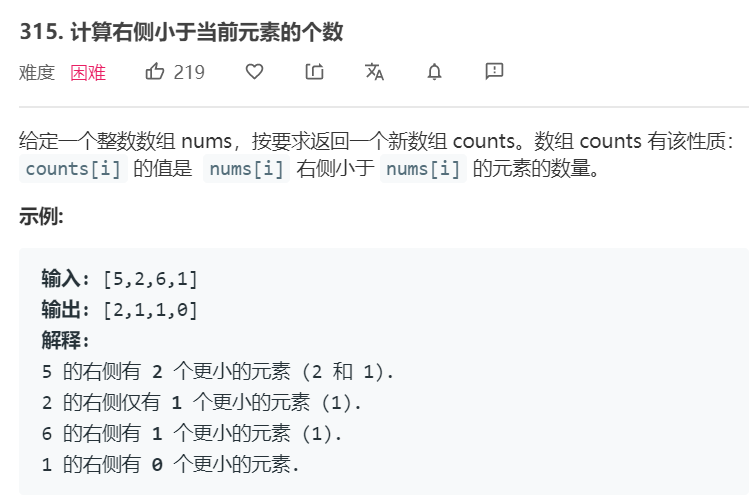 315. 计算右侧小于当前元素的个数
难度 困难 219
给定一个整数数组 nums，按要求返回一个新数组 counts。数组 counts 有该性质：
counts[i] 的值是 nums[i] 右侧小于 nums[i] 的元素的数量。
示例:
输入：[5,2,6,1]
输出：[2,1,1,0]
解释：
5 的右侧有 2 个更小的元素 (2 和 1).
2 的右侧仅有 1 个更小的元素 (1).
6 的右侧有 1 个更小的元素 (1).
1 的右侧有 0 个更小的元素.